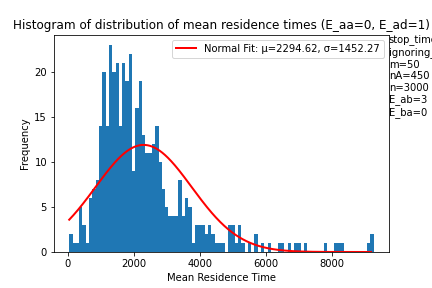 Histogram of distribution of mean residence times (E_aa=0, E_ad=1)
Normal Fit: μ=2294.62, σ=1452.27
stop_time
ignoring_
m=50
nA=450
n=3000
E_ab=3
E_ba=0
Frequency
20
15
10
5
0
0
2000
4000
6000
8000
Mean Residence Time